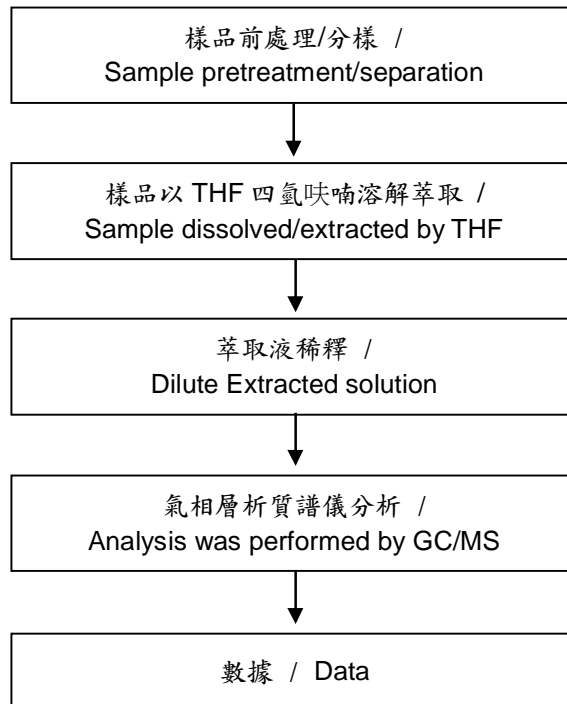 樣品前處理/分樣 /
Sample pretreatment/separation
樣品以 THF 四氫呋喃溶解萃取 /
Sample dissolved/extracted by THF
萃取液稀釋 /
Dilute Extracted solution
氣相層析質譜儀分析 /
Analysis was performed by GC/MS
數據 / Data